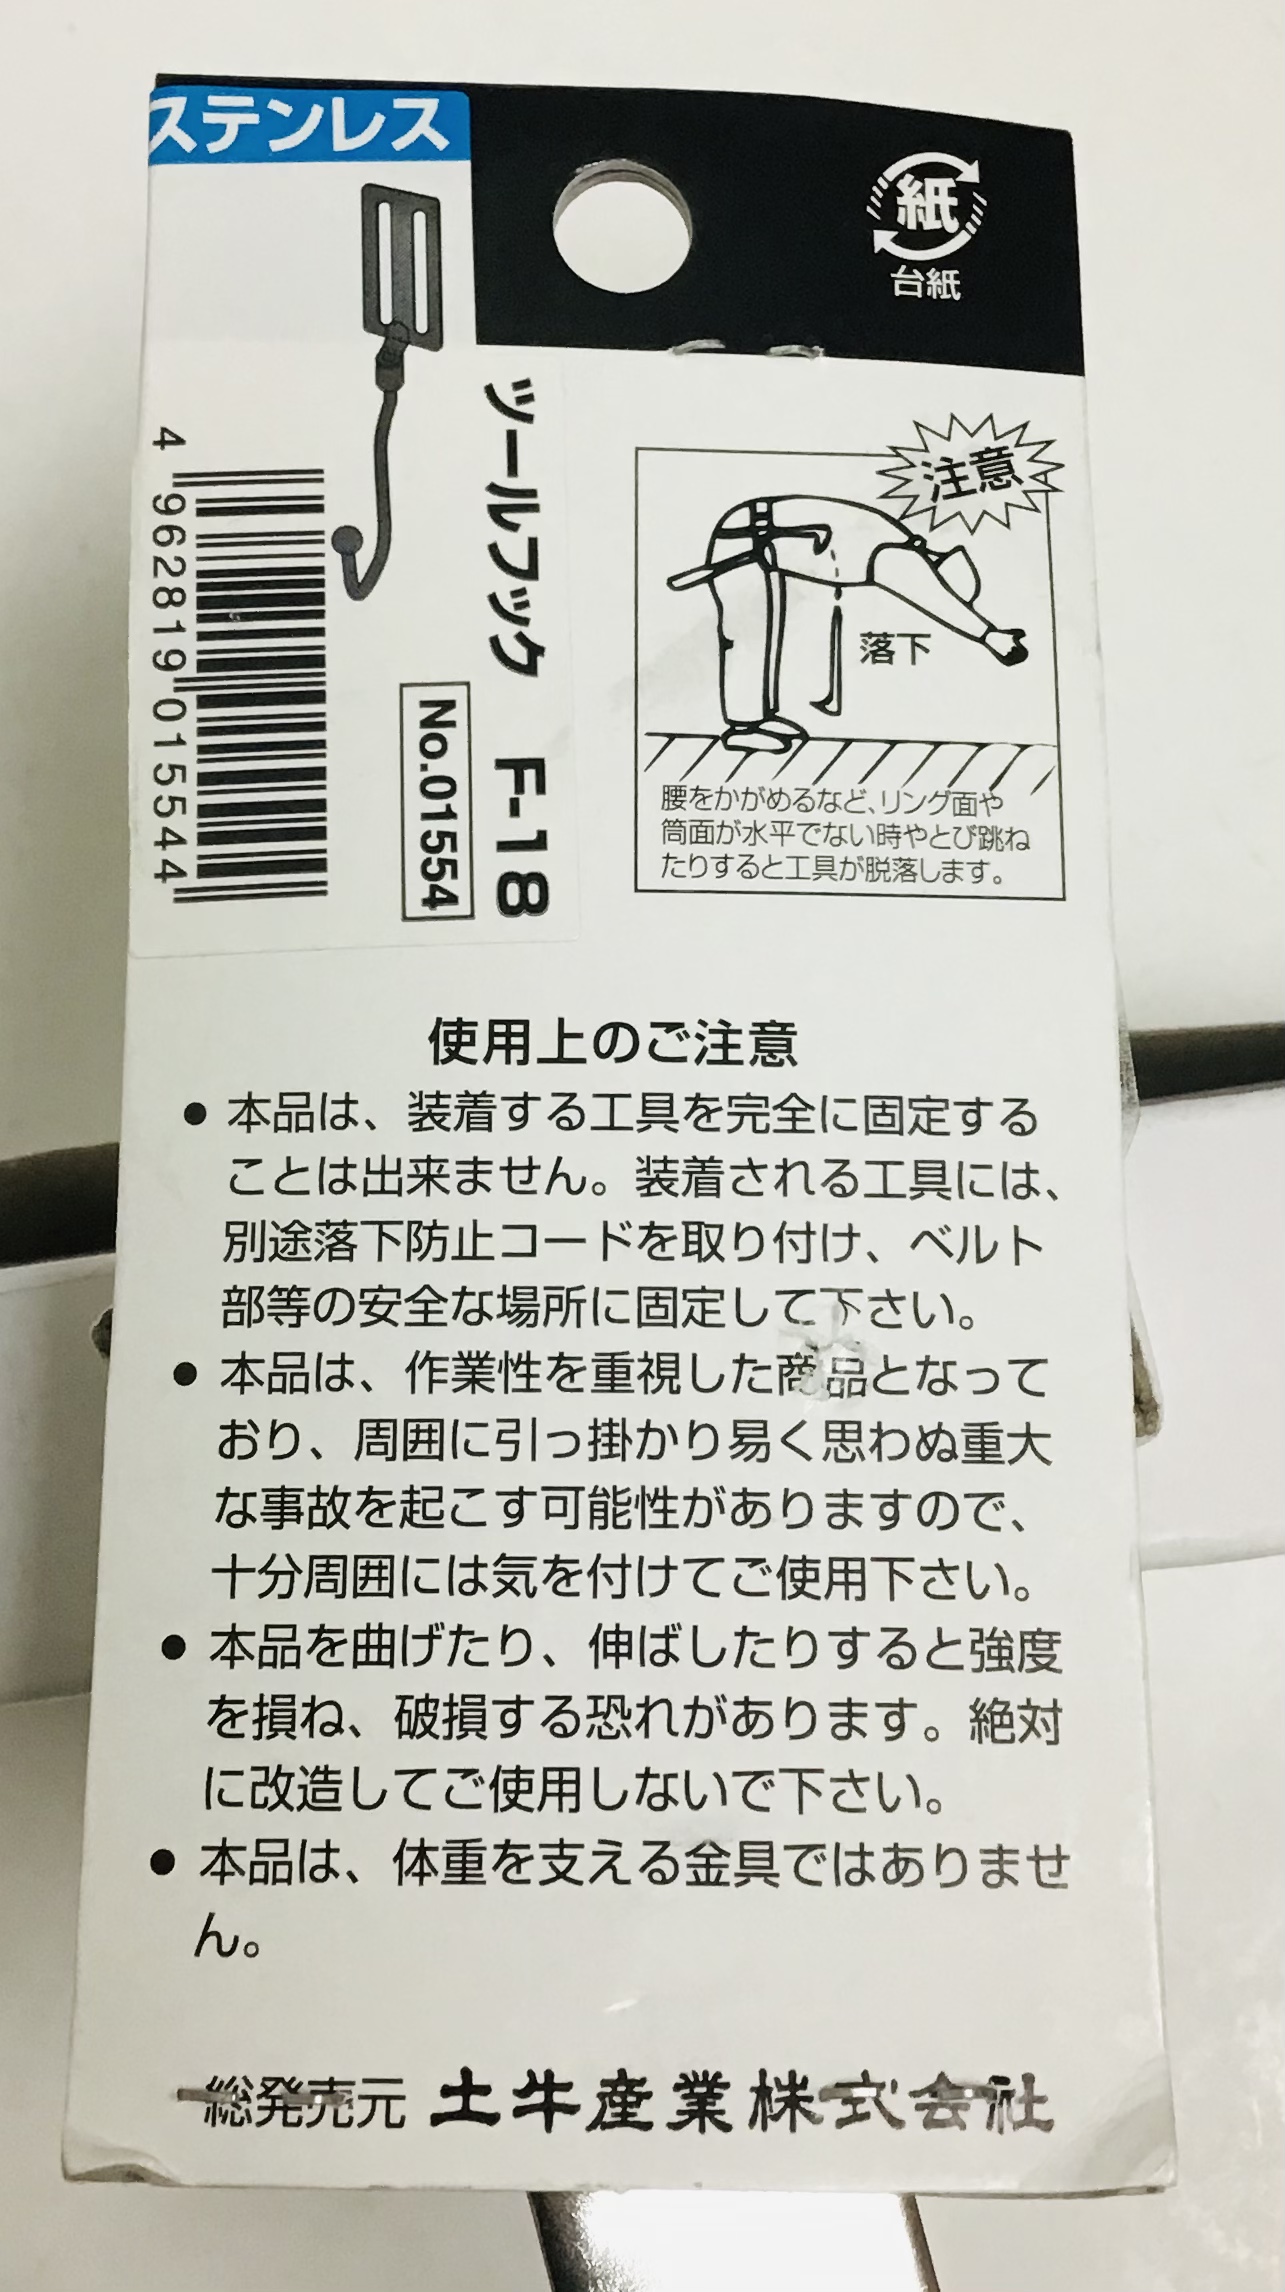 ステンレス
紙
台紙
ツールフック F-18
No.01554
4 962819 015544
注意
落下
腰をかがめるなど、リング面や
筒面が水平でない時やとび跳ね
たりすると工具が脱落します。
使用上のご注意
● 本品は、装着する工具を完全に固定する
ことは出来ません。装着される工具には、
別途落下防止コードを取り付け、ベルト
部等の安全な場所に固定して下さい。
● 本品は、作業性を重視した商品となって
おり、周囲に引っ掛かり易く思わぬ重大
な事故を起こす可能性がありますので、
十分周囲には気を付けてご使用下さい。
● 本品を曲げたり、伸ばしたりすると強度
を損ね、破損する恐れがあります。絶対
に改造してご使用しないで下さい。
● 本品は、体重を支える金具ではありませ
ん。
総発売元 土牛産業株式会社